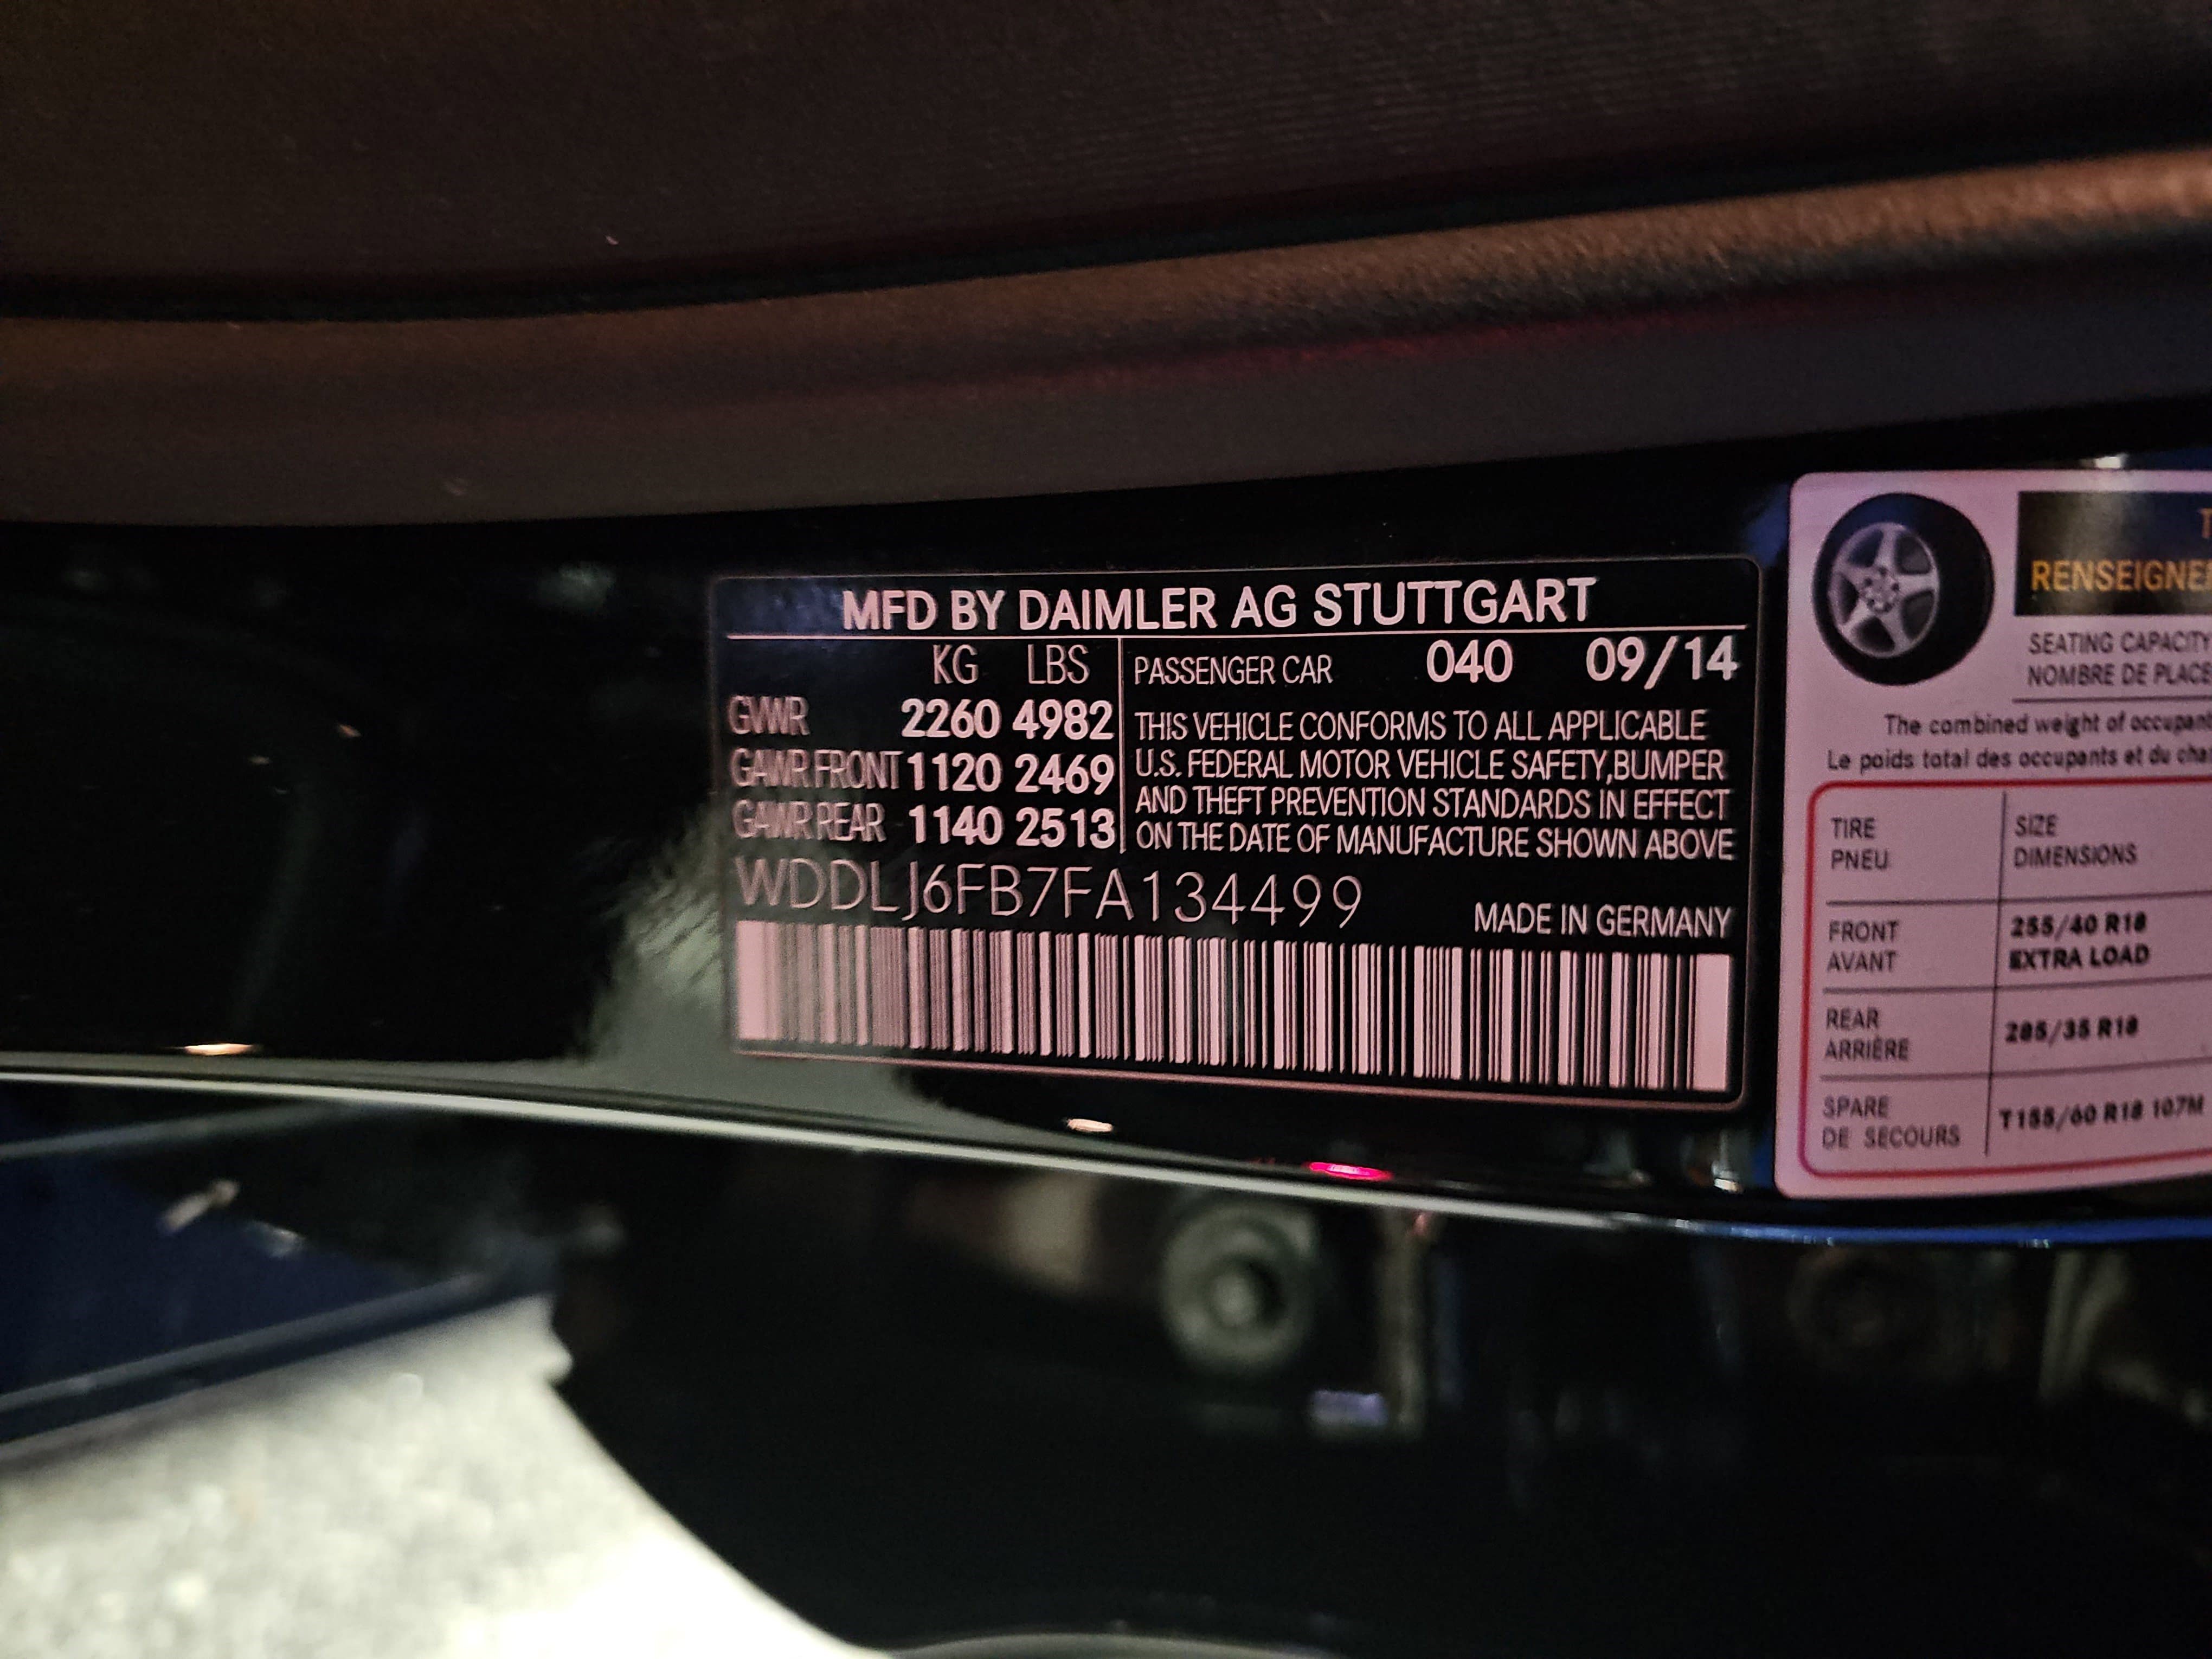 MFD BY DAIMLER AG STUTTGART
KG LBS
GVWR 2260 4982
GAWR FRONT 1120 2469
GAWR REAR 1140 2513
PASSENGER CAR 040 09/14
THIS VEHICLE CONFORMS TO ALL APPLICABLE
U.S. FEDERAL MOTOR VEHICLE SAFETY,BUMPER
AND THEFT PREVENTION STANDARDS IN EFFECT
ON THE DATE OF MANUFACTURE SHOWN ABOVE
WDDLJ6FB7FA134499
MADE IN GERMANY
SEATING CAPACITY
NOMBRE DE PLACE
The combined weight of
Le poids total des occupants et du
TIRE
PNEU
SIZE
DIMENSIONS
FRONT
AVANT
255/40 R18
EXTRA LOAD
REAR
ARRIÈRE
285/35 R18
SPARE
DE SECOURS
T155/60 R18 107M